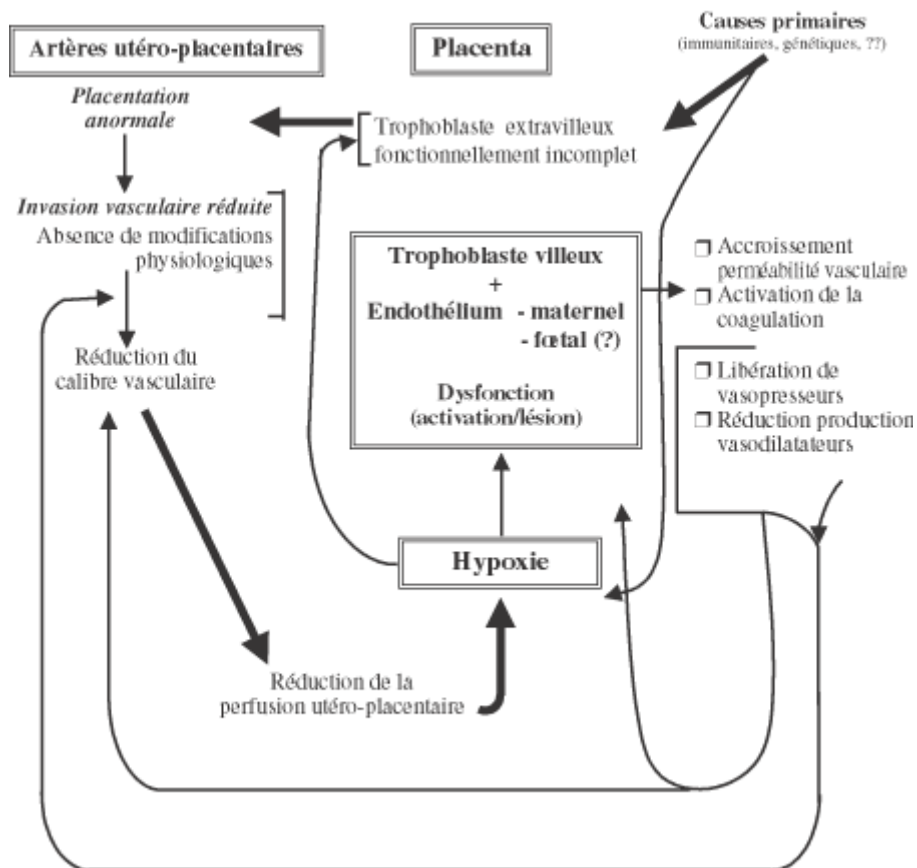 Artères utéro-placentaires
Placenta
Causes primaires
(immunitaires, génétiques, ??)
Placentation
anormale
Trophoblaste extravilleux
fonctionnellement incomplet
Invasion vasculaire réduite
Absence de modifications
physiologiques
Réduction du
calibre vasculaire
Trophoblaste villeux
+
Endothélium - maternel
- fœtal (?)
Dysfonction
(activation/lésion)
❒ Accroissement
perméabilité vasculaire
❒ Activation de la
coagulation
❒ Libération de
vasopresseurs
❒ Réduction production
vasodilatateurs
Hypoxie
Réduction de la
perfusion utéro-placentaire